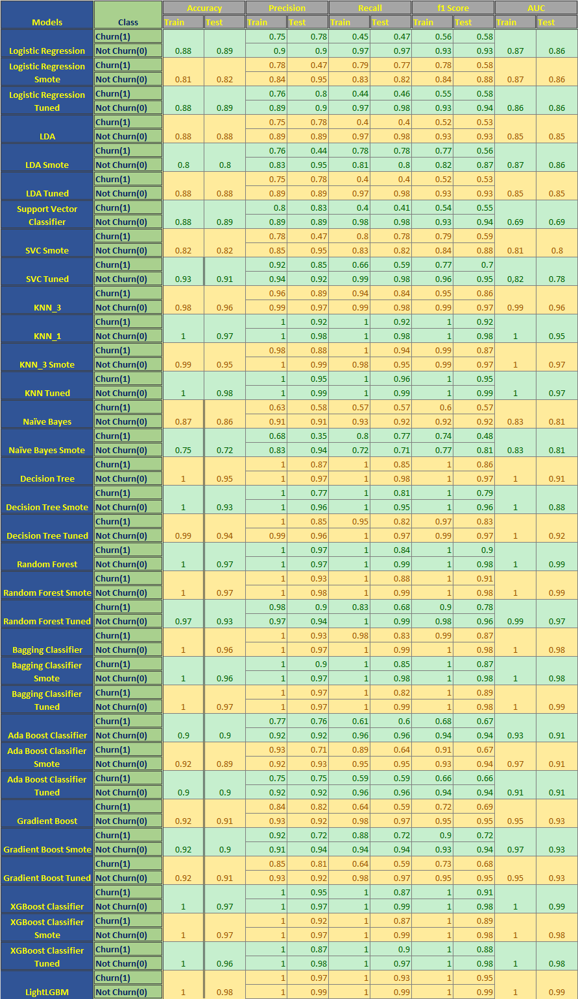 Models Class Accuracy Precision Recall f1 Score AUC
Train Test Train Test Train Test Train Test Train Test
Logistic Regression Churn(1) 0.75 0.78 0.45 0.47 0.56 0.58
Not Churn(0) 0.88 0.89 0.9 0.9 0.97 0.97 0.93 0.93 0.87 0.86
Logistic Regression Churn(1) 0.78 0.47 0.79 0.77 0.78 0.58
Smote Not Churn(0) 0.81 0.82 0.84 0.95 0.83 0.82 0.84 0.88 0.87 0.86
Logistic Regression Churn(1) 0.76 0.8 0.44 0.46 0.55 0.58
Tuned Not Churn(0) 0.88 0.89 0.89 0.9 0.97 0.98 0.93 0.94 0.86 0.86
Churn(1) 0.75 0.78 0.4 0.4 0.52 0.53
LDA Not Churn(0) 0.88 0.88 0.89 0.89 0.97 0.98 0.93 0.93 0.85 0.85
Churn(1) 0.76 0.44 0.78 0.78 0.77 0.56
LDA Smote Not Churn(0) 0.8 0.8 0.83 0.95 0.81 0.8 0.82 0.87 0.87 0.86
Churn(1) 0.75 0.78 0.4 0.4 0.52 0.53
LDA Tuned Not Churn(0) 0.88 0.88 0.89 0.89 0.97 0.98 0.93 0.93 0.85 0.85
Support Vector Churn(1) 0.8 0.83 0.4 0.41 0.54 0.55
Classifier Not Churn(0) 0.88 0.89 0.89 0.89 0.98 0.98 0.93 0.94 0.69 0.69
Churn(1) 0.78 0.47 0.8 0.78 0.79 0.59
SVC Smote Not Churn(0) 0.82 0.82 0.85 0.95 0.83 0.82 0.84 0.88 0.81 0.8
Churn(1) 0.92 0.85 0.66 0.59 0.77 0.7
SVC Tuned Not Churn(0) 0.93 0.91 0.94 0.92 0.99 0.98 0.96 0.95 0,82 0.78
Churn(1) 0.96 0.89 0.94 0.84 0.95 0.86
KNN_3 Not Churn(0) 0.98 0.96 0.99 0.97 0.99 0.98 0.99 0.97 0.99 0.96
Churn(1) 1 0.92 1 0.92 1 0.92
KNN_1 Not Churn(0) 1 0.97 1 0.98 1 0.98 1 0.98 1 0.95
Churn(1) 0.98 0.88 1 0.94 0.99 0.87
KNN_3 Smote Not Churn(0) 0.99 0.95 1 0.99 0.98 0.95 0.99 0.97 1 0.97
Churn(1) 1 0.95 1 0.96 1 0.95
KNN Tuned Not Churn(0) 1 0.98 1 0.99 1 0.99 1 0.99 1 0.97
Churn(1) 0.63 0.58 0.57 0.57 0.6 0.57
Naïve Bayes Not Churn(0) 0.87 0.86 0.91 0.91 0.93 0.92 0.92 0.92 0.83 0.81
Churn(1) 0.68 0.35 0.8 0.77 0.74 0.48
Naïve Bayes Smote Not Churn(0) 0.75 0.72 0.83 0.94 0.72 0.71 0.77 0.81 0.83 0.81
Churn(1) 1 0.87 1 0.85 1 0.86
Decision Tree Not Churn(0) 1 0.95 1 0.97 1 0.98 1 0.97 1 0.91
Churn(1) 1 0.77 1 0.81 1 0.79
Decision Tree Smote Not Churn(0) 1 0.93 1 0.96 1 0.95 1 0.96 1 0.88
Churn(1) 1 0.85 0.95 0.82 0.97 0.83
Decision Tree Tuned Not Churn(0) 0.99 0.94 0.99 0.96 1 0.97 0.99 0.97 1 0.92
Churn(1) 1 0.97 1 0.84 1 0.9
Random Forest Not Churn(0) 1 0.97 1 0.97 1 0.99 1 0.98 1 0.99
Churn(1) 1 0.93 1 0.88 1 0.91
Random Forest Smote Not Churn(0) 1 0.97 1 0.98 1 0.99 1 0.98 1 0.99
Churn(1) 0.98 0.9 0.83 0.68 0.9 0.78
Random Forest Tuned Not Churn(0) 0.97 0.93 0.97 0.94 1 0.99 0.98 0.96 0.99 0.97
Churn(1) 1 0.93 0.98 0.83 0.99 0.87
Bagging Classifier Not Churn(0) 1 0.96 1 0.97 1 0.99 1 0.98 1 0.98
Bagging Classifier Churn(1) 1 0.9 1 0.85 1 0.87
Smote Not Churn(0) 1 0.96 1 0.97 1 0.98 1 0.98 1 0.98
Bagging Classifier Churn(1) 1 0.97 1 0.82 1 0.89
Tuned Not Churn(0) 1 0.97 1 0.97 1 0.99 1 0.98 1 0.99
Churn(1) 0.77 0.76 0.61 0.6 0.68 0.67
Ada Boost Classifier Not Churn(0) 0.9 0.9 0.92 0.92 0.96 0.96 0.94 0.94 0.93 0.91
Ada Boost Classifier Churn(1) 0.93 0.71 0.89 0.64 0.91 0.67
Smote Not Churn(0) 0.92 0.89 0.92 0.93 0.95 0.95 0.93 0.94 0.97 0.91
Ada Boost Classifier Churn(1) 0.75 0.75 0.59 0.59 0.66 0.66
Tuned Not Churn(0) 0.9 0.9 0.92 0.92 0.96 0.96 0.94 0.94 0.91 0.91
Churn(1) 0.84 0.82 0.64 0.59 0.72 0.69
Gradient Boost Not Churn(0) 0.92 0.91 0.93 0.92 0.98 0.97 0.95 0.95 0.95 0.93
Churn(1) 0.92 0.72 0.88 0.72 0.9 0.72
Gradient Boost Smote Not Churn(0) 0.92 0.9 0.91 0.94 0.94 0.94 0.93 0.94 0.97 0.93
Churn(1) 0.85 0.81 0.64 0.59 0.73 0.68
Gradient Boost Tuned Not Churn(0) 0.92 0.91 0.93 0.92 0.98 0.97 0.95 0.95 0.95 0.93
Churn(1) 1 0.95 1 0.87 1 0.91
XGBoost Classifier Not Churn(0) 1 0.97 1 0.97 1 0.99 1 0.98 1 0.99
XGBoost Classifier Churn(1) 1 0.92 1 0.87 1 0.89
Smote Not Churn(0) 1 0.97 1 0.97 1 0.99 1 0.98 1 0.98
XGBoost Classifier Churn(1) 1 0.87 1 0.9 1 0.88
Tuned Not Churn(0) 1 0.96 1 0.98 1 0.97 1 0.98 1 0.98
Churn(1) 1 0.97 1 0.93 1 0.95
LightLGBM Not Churn(0) 1 0.98 1 0.99 1 0.99 1 0.99 1 0.99